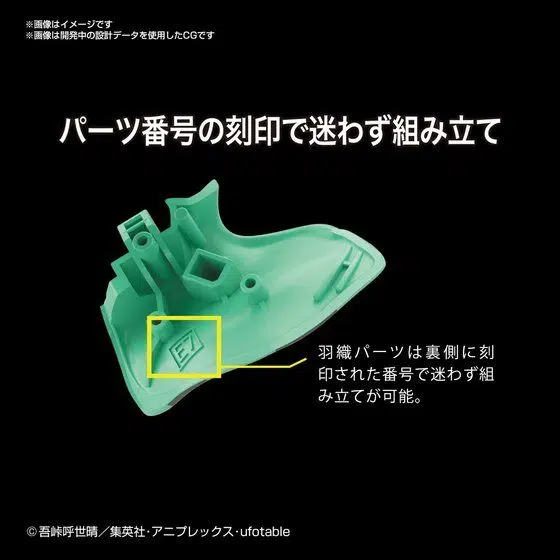 ※画像はイメージです
※画像は開発中の設計データを使用したCGです
パーツ番号の刻印で迷わず組み立て
E7
羽織パーツは裏側に刻
印された番号で迷わず組
み立てが可能。
©吾峠呼世晴／集英社・アニプレックス・ufotable